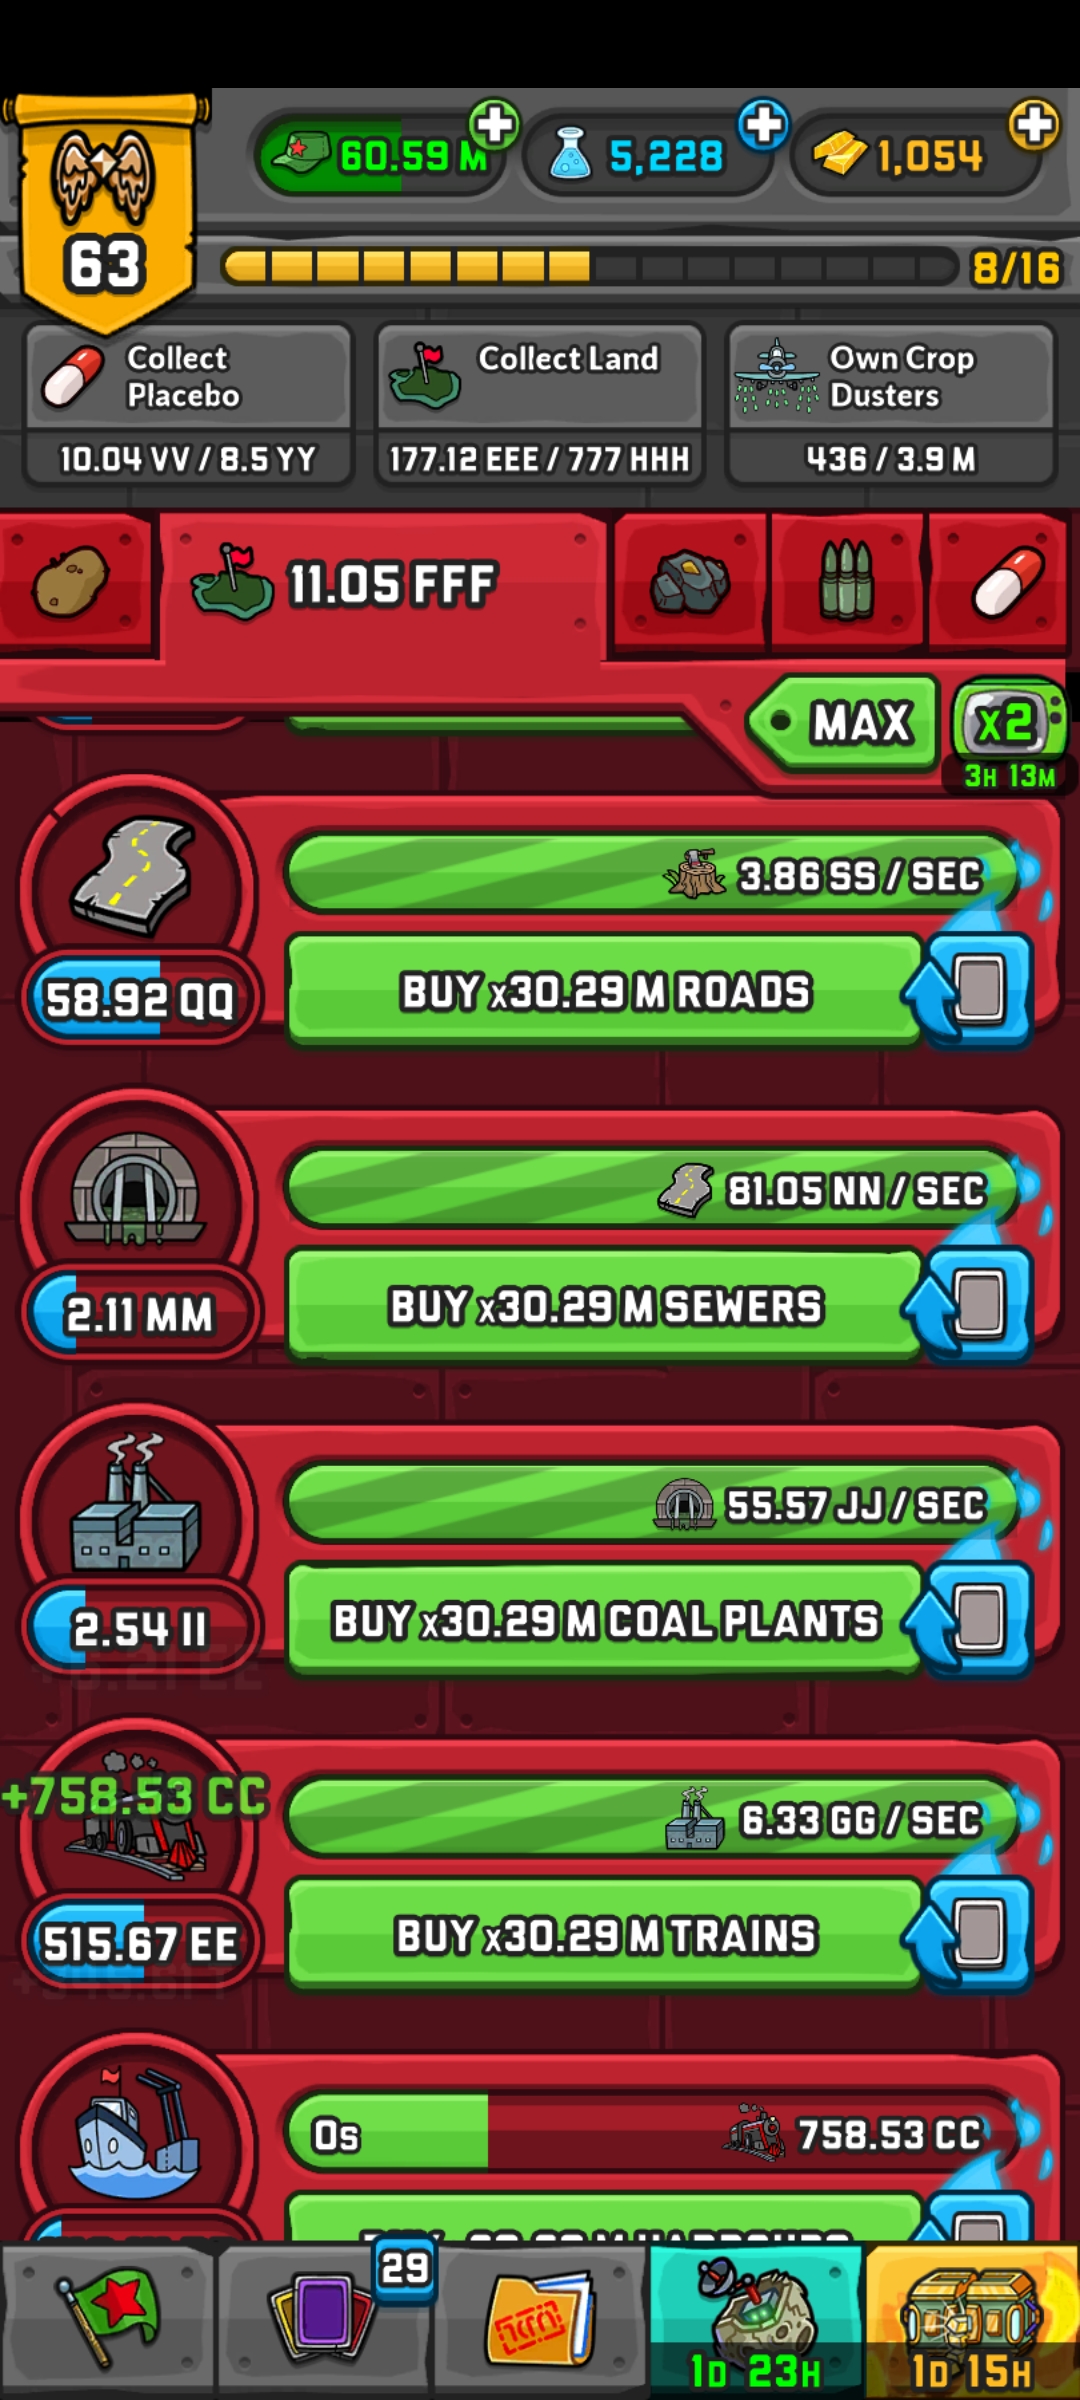 60.59 M
5,228
1,054
63
8/16
Collect
Placebo
10.04 VV / 8.5 YY
Collect Land
177.12 EEE / 777 HHH
Own Crop
Dusters
436 / 3.9 M
11.05 FFF
MAX
x2
3H 13M
3.86 SS / SEC
58.92 QQ
BUY x30.29 M ROADS
81.05 NN / SEC
2.11 MM
BUY x30.29 M SEWERS
55.57 JJ / SEC
2.54 II
BUY x30.29 M COAL PLANTS
+758.53 CC
6.33 GG / SEC
515.67 EE
BUY x30.29 M TRAINS
0s
758.53 CC
29
1D 23H
1D 15H